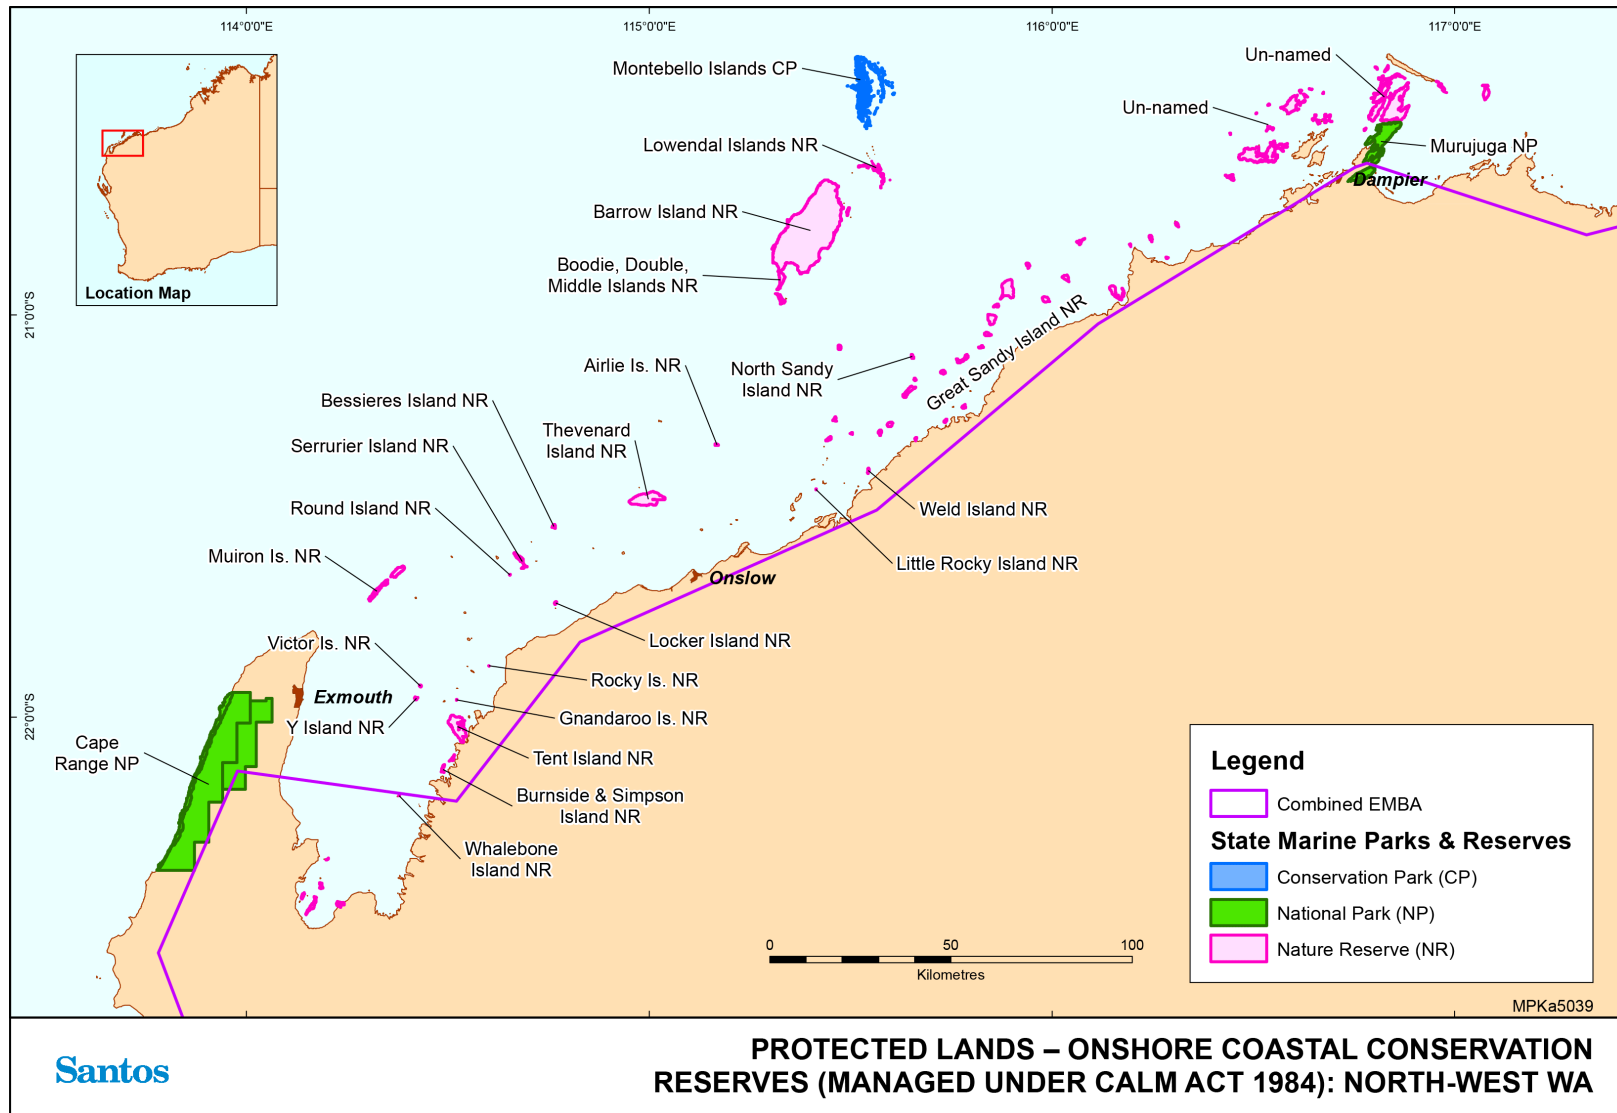 114°0'0"E
115°0'0"E
116°0'0"E
117°0'0"E
21°0'0"S
22°0'0"S
Location Map
Montebello Islands CP
Un-named
Un-named
Lowendal Islands NR
Murujuga NP
Dampier
Barrow Island NR
Boodie, Double,
Middle Islands NR
Great Sandy Island NR
North Sandy
Island NR
Airlie Is. NR
Bessieres Island NR
Thevenard
Island NR
Serrurier Island NR
Round Island NR
Muiron Is. NR
Weld Island NR
Little Rocky Island NR
Onslow
Locker Island NR
Victor Is. NR
Rocky Is. NR
Exmouth
Y Island NR
Gnandaroo Is. NR
Cape
Range NP
Tent Island NR
Burnside & Simpson
Island NR
Whalebone
Island NR
0
50
100
Kilometres
Legend
Combined EMBA
State Marine Parks & Reserves
Conservation Park (CP)
National Park (NP)
Nature Reserve (NR)
MPKa5039
Santos
PROTECTED LANDS – ONSHORE COASTAL CONSERVATION
RESERVES (MANAGED UNDER CALM ACT 1984): NORTH-WEST WA